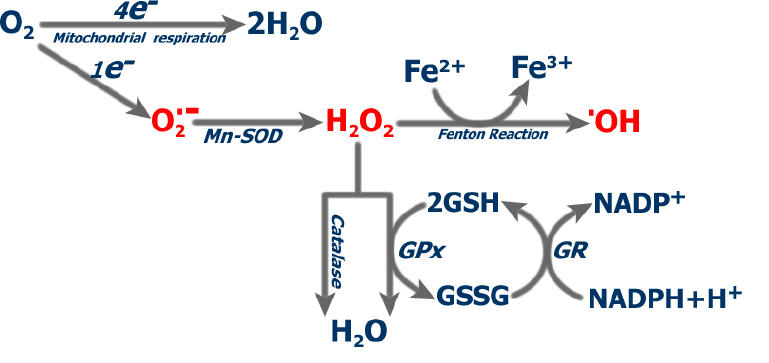 O₂ 4e⁻ 2H₂O
Mitochondrial respiration
1e⁻
Fe²⁺ Fe³⁺
O₂•⁻ H₂O₂ •OH
Mn-SOD Fenton Reaction
2GSH NADP⁺
Catalase GPx GR
GSSG NADPH+H⁺
H₂O